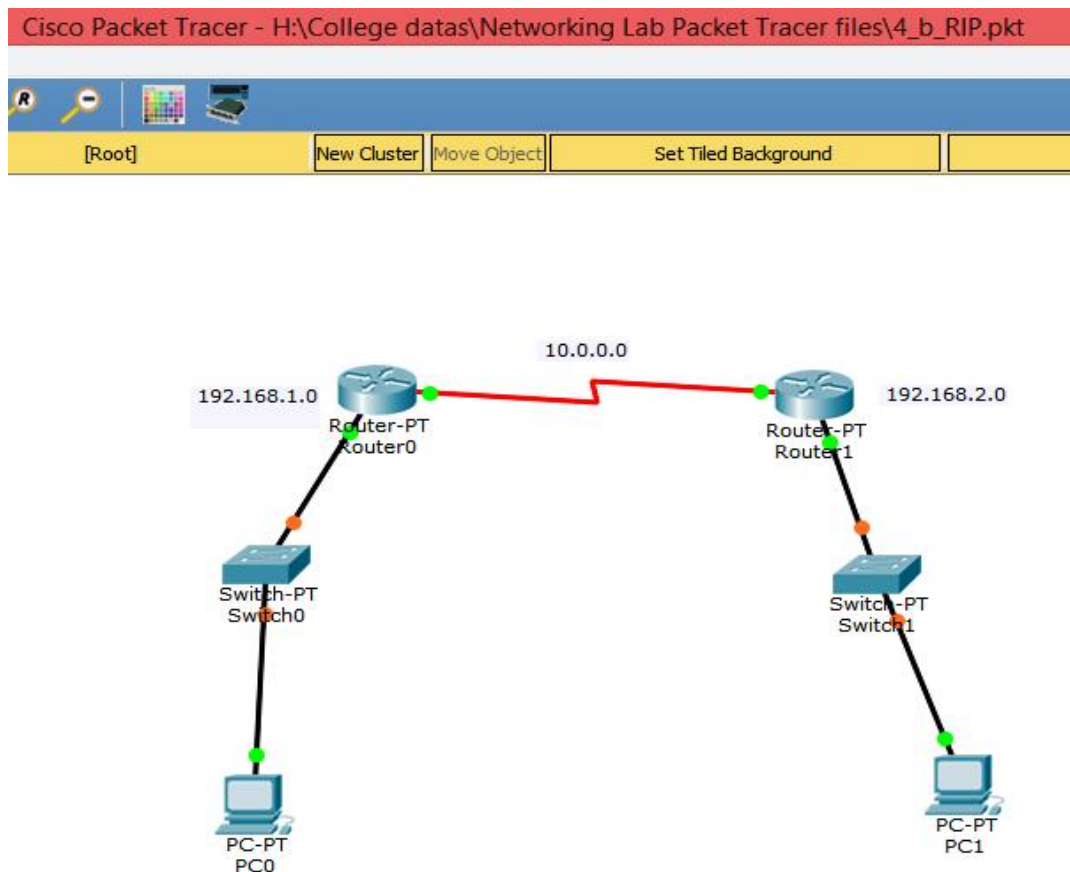 Cisco Packet Tracer - H:\College datas\Networking Lab Packet Tracer files\4_b_RIP.pkt
R
[Root] New Cluster Move Object Set Tiled Background
10.0.0.0
192.168.1.0
192.168.2.0
Router-PT
Router0
Router-PT
Router1
Switch-PT
Switch0
Switch-PT
Switch1
PC-PT
PC0
PC-PT
PC1